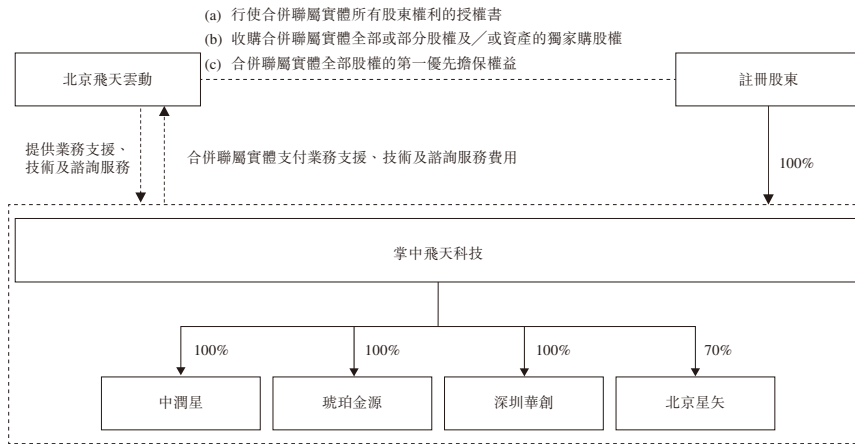 (a) 行使合併聯屬實體所有股東權利的授權書
(b) 收購合併聯屬實體全部或部分股權及／或資產的獨家購股權
(c) 合併聯屬實體全部股權的第一優先擔保權益
北京飛天雲動
註冊股東
提供業務支援、
技術及諮詢服務
合併聯屬實體支付業務支援、技術及諮詢服務費用
100%
掌中飛天科技
100%
100%
100%
70%
中潤星
琥珀金源
深圳華創
北京星矢